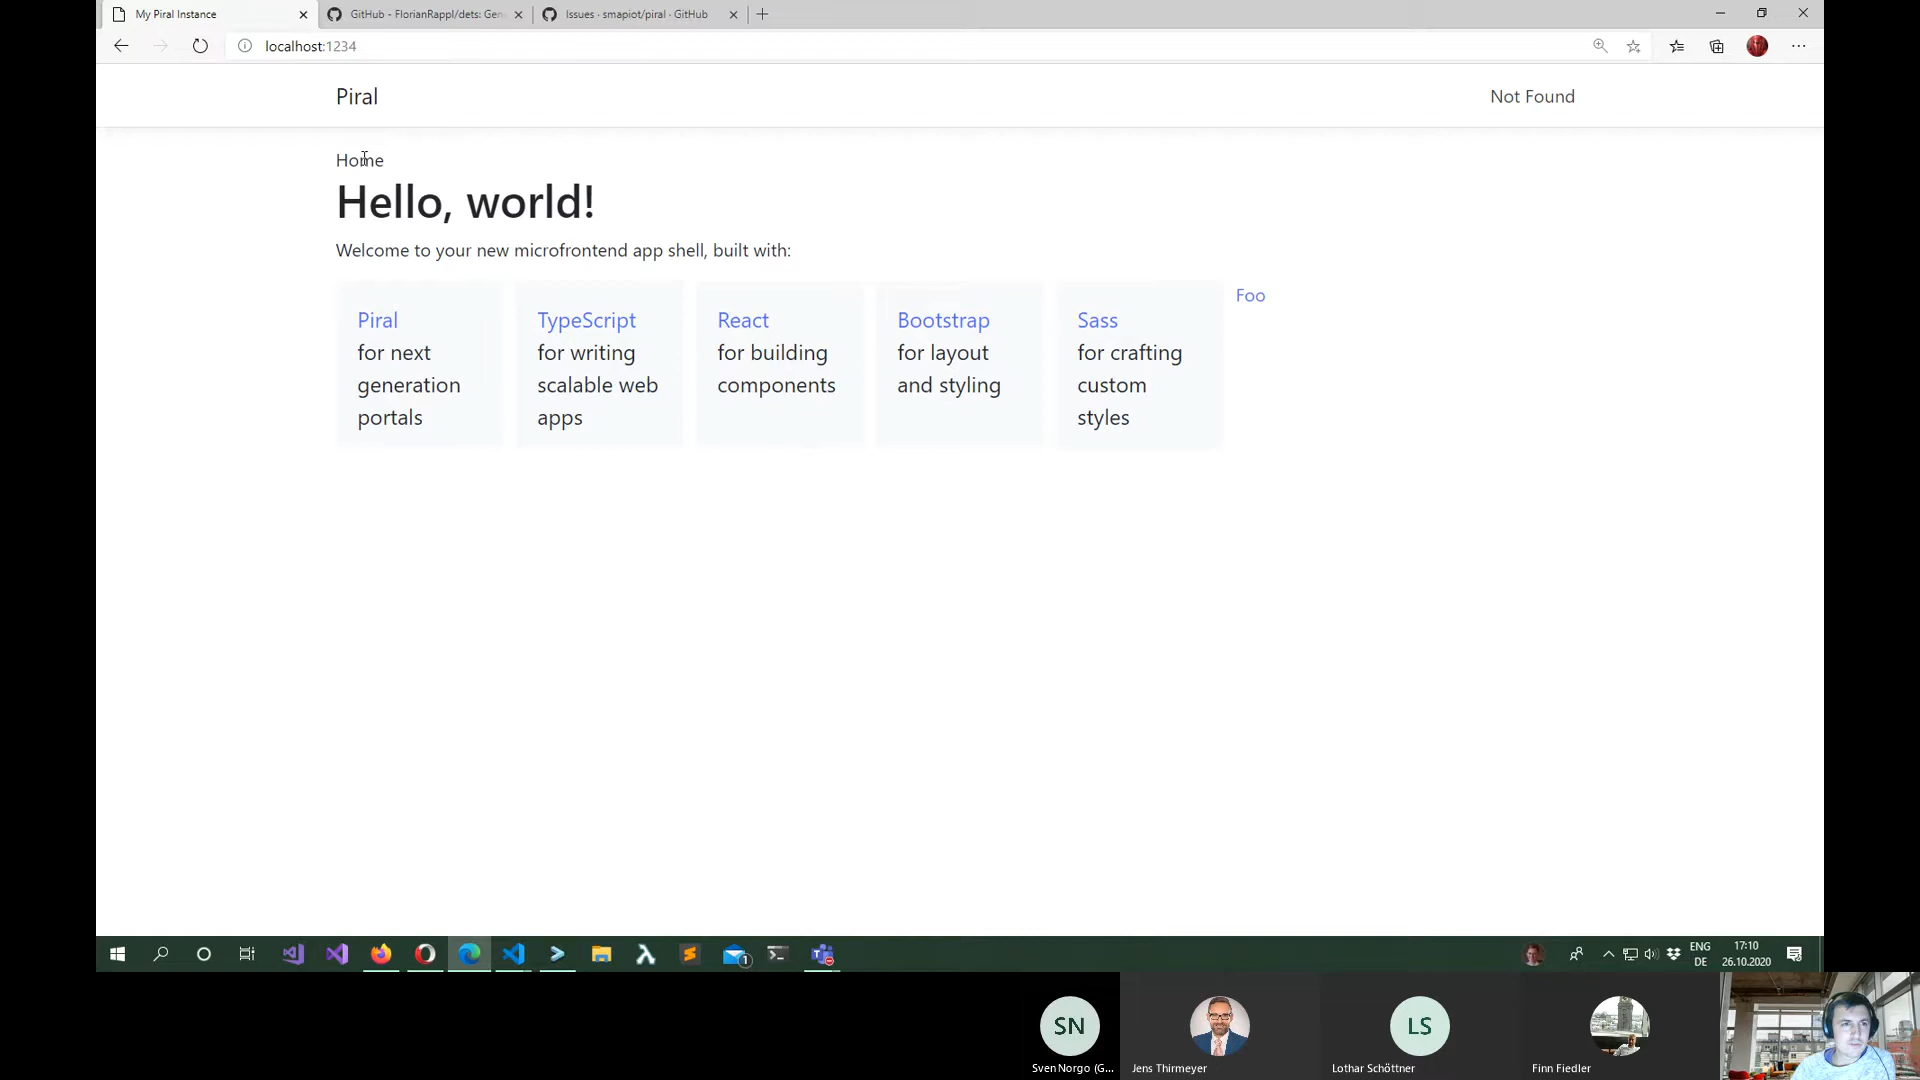 My Piral Instance
GitHub - FlorianRappl/dets: Gen
Issues · smapiot/piral · GitHub
localhost:1234
Piral
Not Found
Home
Hello, world!
Welcome to your new microfrontend app shell, built with:
Piral
for next
generation
portals
TypeScript
for writing
scalable web
apps
React
for building
components
Bootstrap
for layout
and styling
Sass
for crafting
custom
styles
Foo
1
ENG
DE
17:10
26.10.2020
SN
LS
Sven Norgo (G...
Jens Thirmeyer
Lothar Schöttner
Finn Fiedler